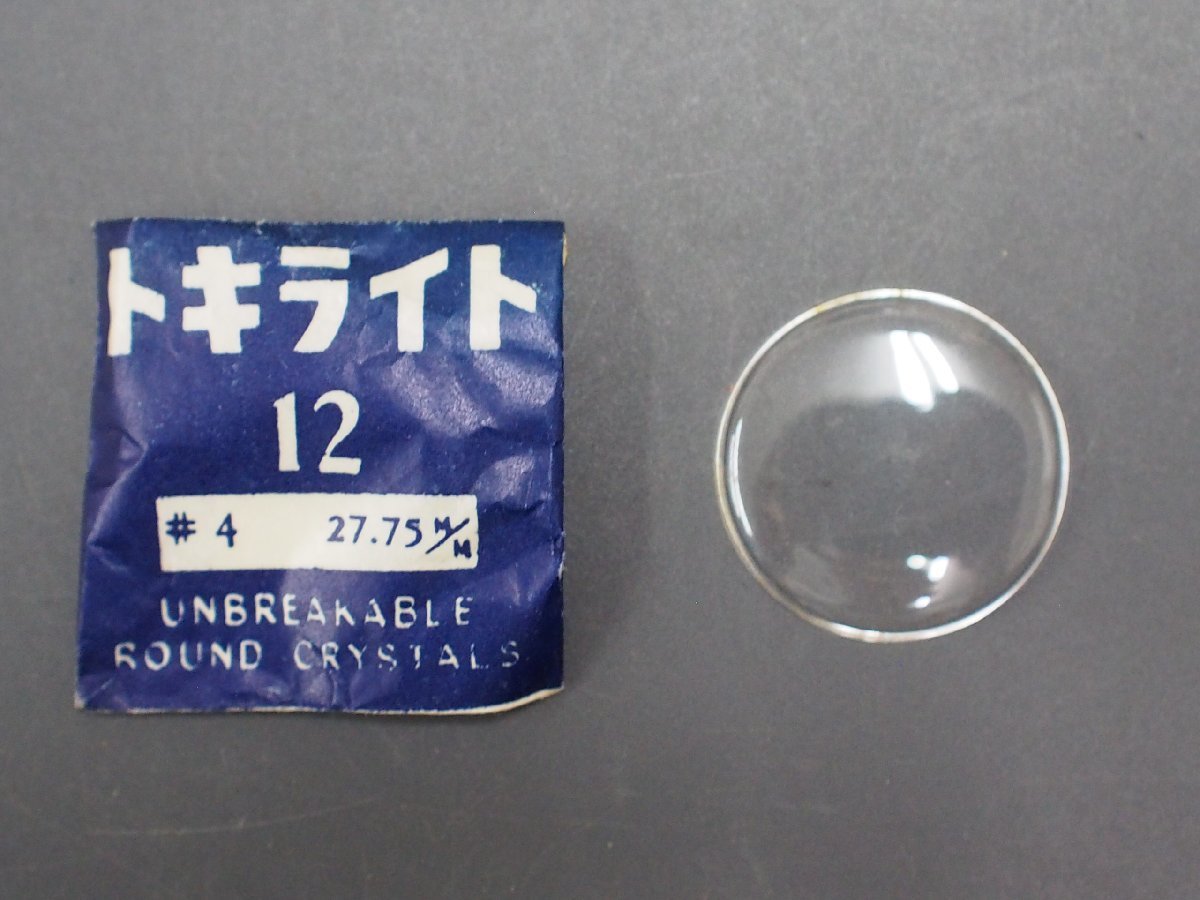 トキライト
12
# 4 27.75 M/M
UNBREAKABLE
ROUND CRYSTALS